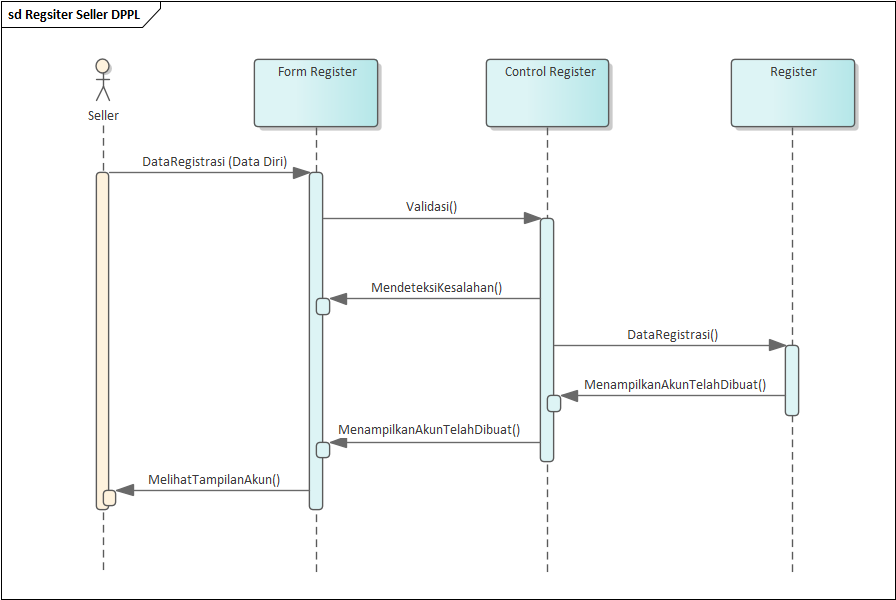 sd Regsiter Seller DPPL
Seller
Form Register
Control Register
Register
DataRegistrasi (Data Diri)
Validasi()
MendeteksiKesalahan()
DataRegistrasi()
MenampilkanAkunTelahDibuat()
MenampilkanAkunTelahDibuat()
MelihatTampilanAkun()